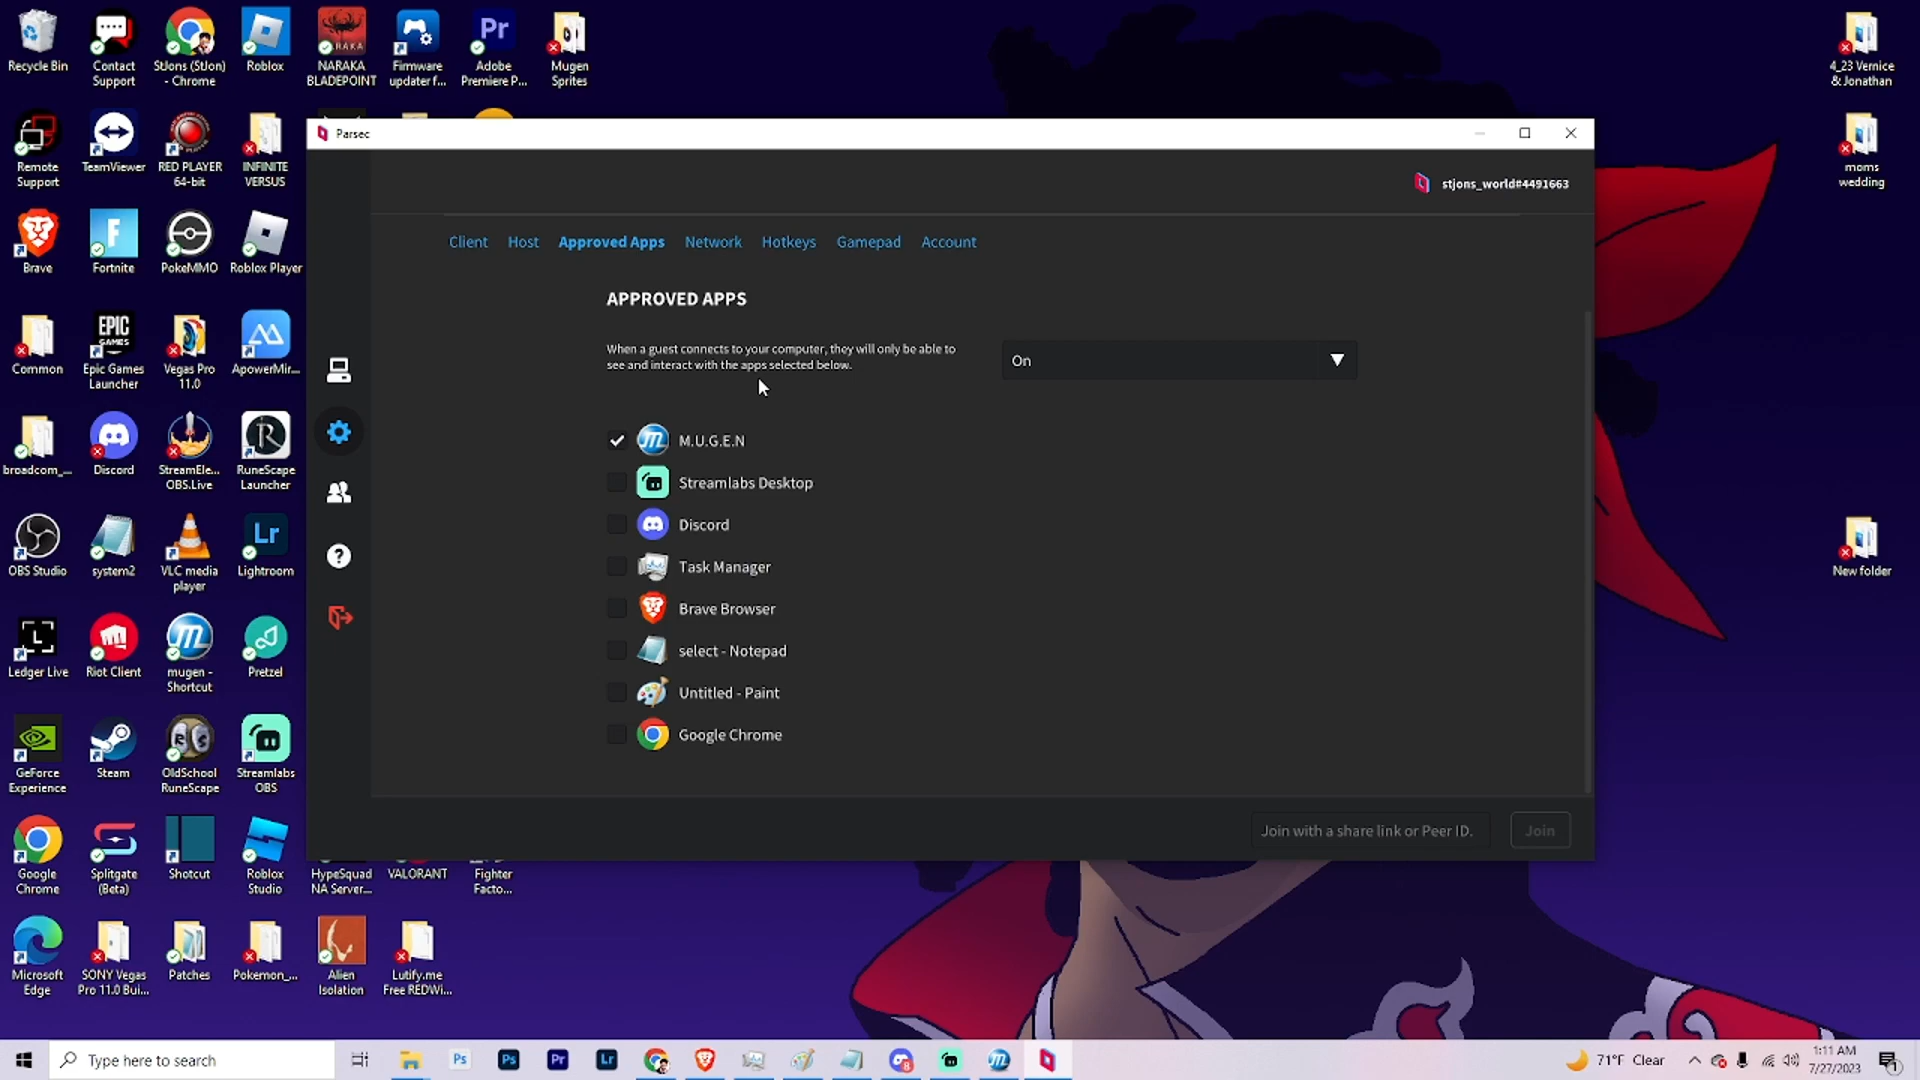 Recycle Bin
Contact
Support
StJons (StJon)
- Chrome
Roblox
NARAKA
BLADEPOINT
Firmware
updater f...
Pr
Adobe
Premiere P...
Mugen
Sprites
4_23 Vernice
& Jonathan
Remote
Support
TeamViewer
RED PLAYER
64-bit
INFINITE
VERSUS
moms
wedding
Brave
Fortnite
PokeMMO
Roblox Player
Common
EPIC
GAMES
Epic Games
Launcher
Vegas Pro
11.0
ApowerMir...
broadcom_...
Discord
StreamEle...
OBS.Live
RuneScape
Launcher
OBS Studio
system2
VLC media
player
Lr
Lightroom
New folder
Ledger Live
Riot Client
mugen -
Shortcut
Pretzel
GeForce
Experience
Steam
OldSchool
RuneScape
Streamlabs
OBS
Google
Chrome
Splitgate
(Beta)
Shotcut
Roblox
Studio
HypeSquad
NA Server...
VALORANT
Fighter
Facto...
Microsoft
Edge
SONY Vegas
Pro 11.0 Bui...
Patches
Pokemon_...
Alien
Isolation
Lutify.me
Free REDWi...
Parsec
stjons_world#4491663
Client Host Approved Apps Network Hotkeys Gamepad Account
APPROVED APPS
When a guest connects to your computer, they will only be able to
see and interact with the apps selected below.
On
M.U.G.E.N
Streamlabs Desktop
Discord
Task Manager
Brave Browser
select - Notepad
Untitled - Paint
Google Chrome
Join with a share link or Peer ID.
Join
Type here to search
Ps
Ps
Pr
Lr
71°F Clear
1:11 AM
7/27/2023